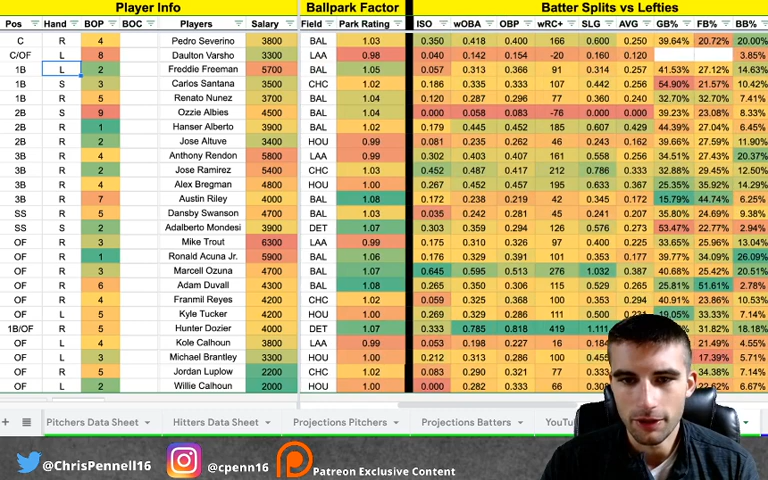 Player Info Ballpark Factor Batter Splits vs Lefties
Pos Hand BOP BOC Players Salary Field Park Rating ISO wOBA OBP wRC+ SLG AVG GB% FB% BB%
C R 4 Pedro Severino 3800 BAL 1.03 0.350 0.418 0.400 166 0.600 0.250 39.64% 20.72% 20.00%
C/OF L 8 Daulton Varsho 3300 LAA 0.98 0.040 0.142 0.154 -20 0.160 0.120 3.85%
1B L 2 Freddie Freeman 5700 BAL 1.05 0.057 0.313 0.366 91 0.314 0.257 41.53% 27.12% 14.63%
1B S 3 Carlos Santana 3500 CHC 1.02 0.186 0.335 0.333 107 0.442 0.256 54.90% 21.57% 10.42%
1B R 5 Renato Nunez 3700 BAL 1.04 0.120 0.287 0.296 77 0.360 0.240 32.70% 32.70% 7.41%
2B S 9 Ozzie Albies 4500 BAL 1.04 0.000 0.058 0.083 -76 0.000 0.000 39.23% 23.08% 8.33%
2B R 1 Hanser Alberto 3900 BAL 1.02 0.179 0.445 0.452 185 0.607 0.429 44.39% 27.04% 6.45%
2B R 2 Jose Altuve 3400 HOU 0.99 0.081 0.235 0.262 46 0.243 0.162 39.66% 27.59% 11.90%
3B R 4 Anthony Rendon 5800 LAA 0.99 0.302 0.403 0.407 161 0.558 0.256 34.51% 27.43% 20.37%
3B R 2 Jose Ramirez 5400 CHC 1.02 0.452 0.487 0.417 212 0.786 0.333 32.88% 29.45% 12.50%
3B R 4 Alex Bregman 4800 HOU 1.02 0.267 0.452 0.457 195 0.633 0.367 25.35% 35.92% 14.29%
3B R 7 Austin Riley 4000 BAL 1.08 0.172 0.238 0.219 42 0.345 0.172 15.79% 44.74% 6.25%
SS R 5 Dansby Swanson 4700 BAL 1.03 0.035 0.242 0.281 45 0.241 0.207 35.80% 24.69% 9.38%
SS S 2 Adalberto Mondesi 3900 DET 1.07 0.303 0.359 0.294 126 0.576 0.273 53.47% 22.77% 2.94%
OF R 3 Mike Trout 6300 LAA 0.99 0.175 0.310 0.326 97 0.400 0.225 33.65% 25.96% 13.04%
OF R 1 Ronald Acuna Jr. 5900 BAL 1.06 0.176 0.329 0.391 101 0.353 0.177 39.77% 34.09% 26.09%
OF R 3 Marcell Ozuna 4700 BAL 1.07 0.645 0.595 0.513 276 1.032 0.387 40.68% 25.42% 20.51%
OF R 6 Adam Duvall 4300 BAL 1.08 0.265 0.350 0.306 115 0.529 0.265 25.81% 51.61% 2.78%
OF R 4 Franmil Reyes 4200 CHC 1.02 0.059 0.325 0.368 100 0.353 0.294 40.91% 23.86% 10.53%
OF L 5 Kyle Tucker 4200 HOU 1.00 0.269 0.329 0.286 111 0.500 19.05% 33.33% 7.14%
1B/OF R 5 Hunter Dozier 4000 DET 1.07 0.333 0.785 0.818 419 1.111 31.82% 18.18%
OF L 4 Kole Calhoun 3800 LAA 0.99 0.053 0.198 0.227 16 21.49% 4.55%
OF L 3 Michael Brantley 3300 HOU 1.00 0.212 0.313 0.286 100 17.39% 5.71%
OF R 5 Jordan Luplow 2200 CHC 1.02 0.083 0.290 0.321 77 34.38% 7.14%
OF L 2 Willie Calhoun 2000 HOU 1.00 0.000 0.282 0.333 66 6.67%
Pitchers Data Sheet Hitters Data Sheet Projections Pitchers Projections Batters YouTu
@ChrisPennell16 @cpenn16 Patreon Exclusive Content